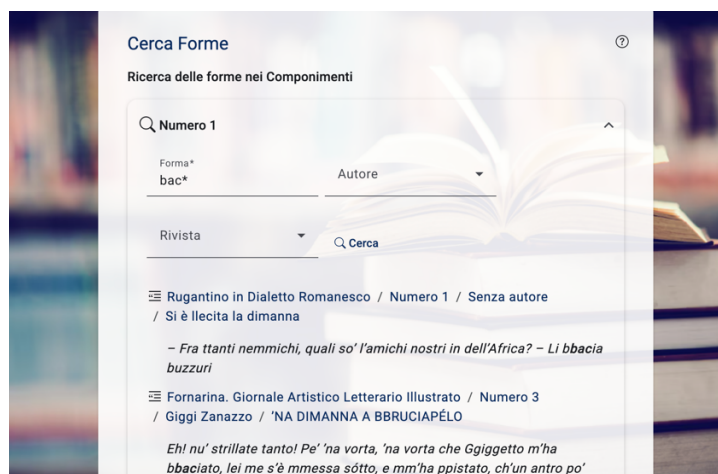 Cerca Forme
Ricerca delle forme nei Componimenti
Numero 1
Forma*
bac*
Autore
Rivista
Cerca
Rugantino in Dialetto Romanesco / Numero 1 / Senza autore
/ Si è llecita la dimanna
– Fra ttanti nemmichi, quali so’ l’amichi nostri in dell’Africa? – Li bbacia
buzzuri
Fornarina. Giornale Artistico Letterario Illustrato / Numero 3
/ Giggi Zanazzo / ’NA DIMANNA A BBRUCIAPÉLO
Eh! nu’ strillate tanto! Pe’ ’na vorta, ’na vorta che Ggiggetto m’ha
bbaciato, lei me s’è mmessa sótto, e mm’ha ppistato, ch’un antro po’